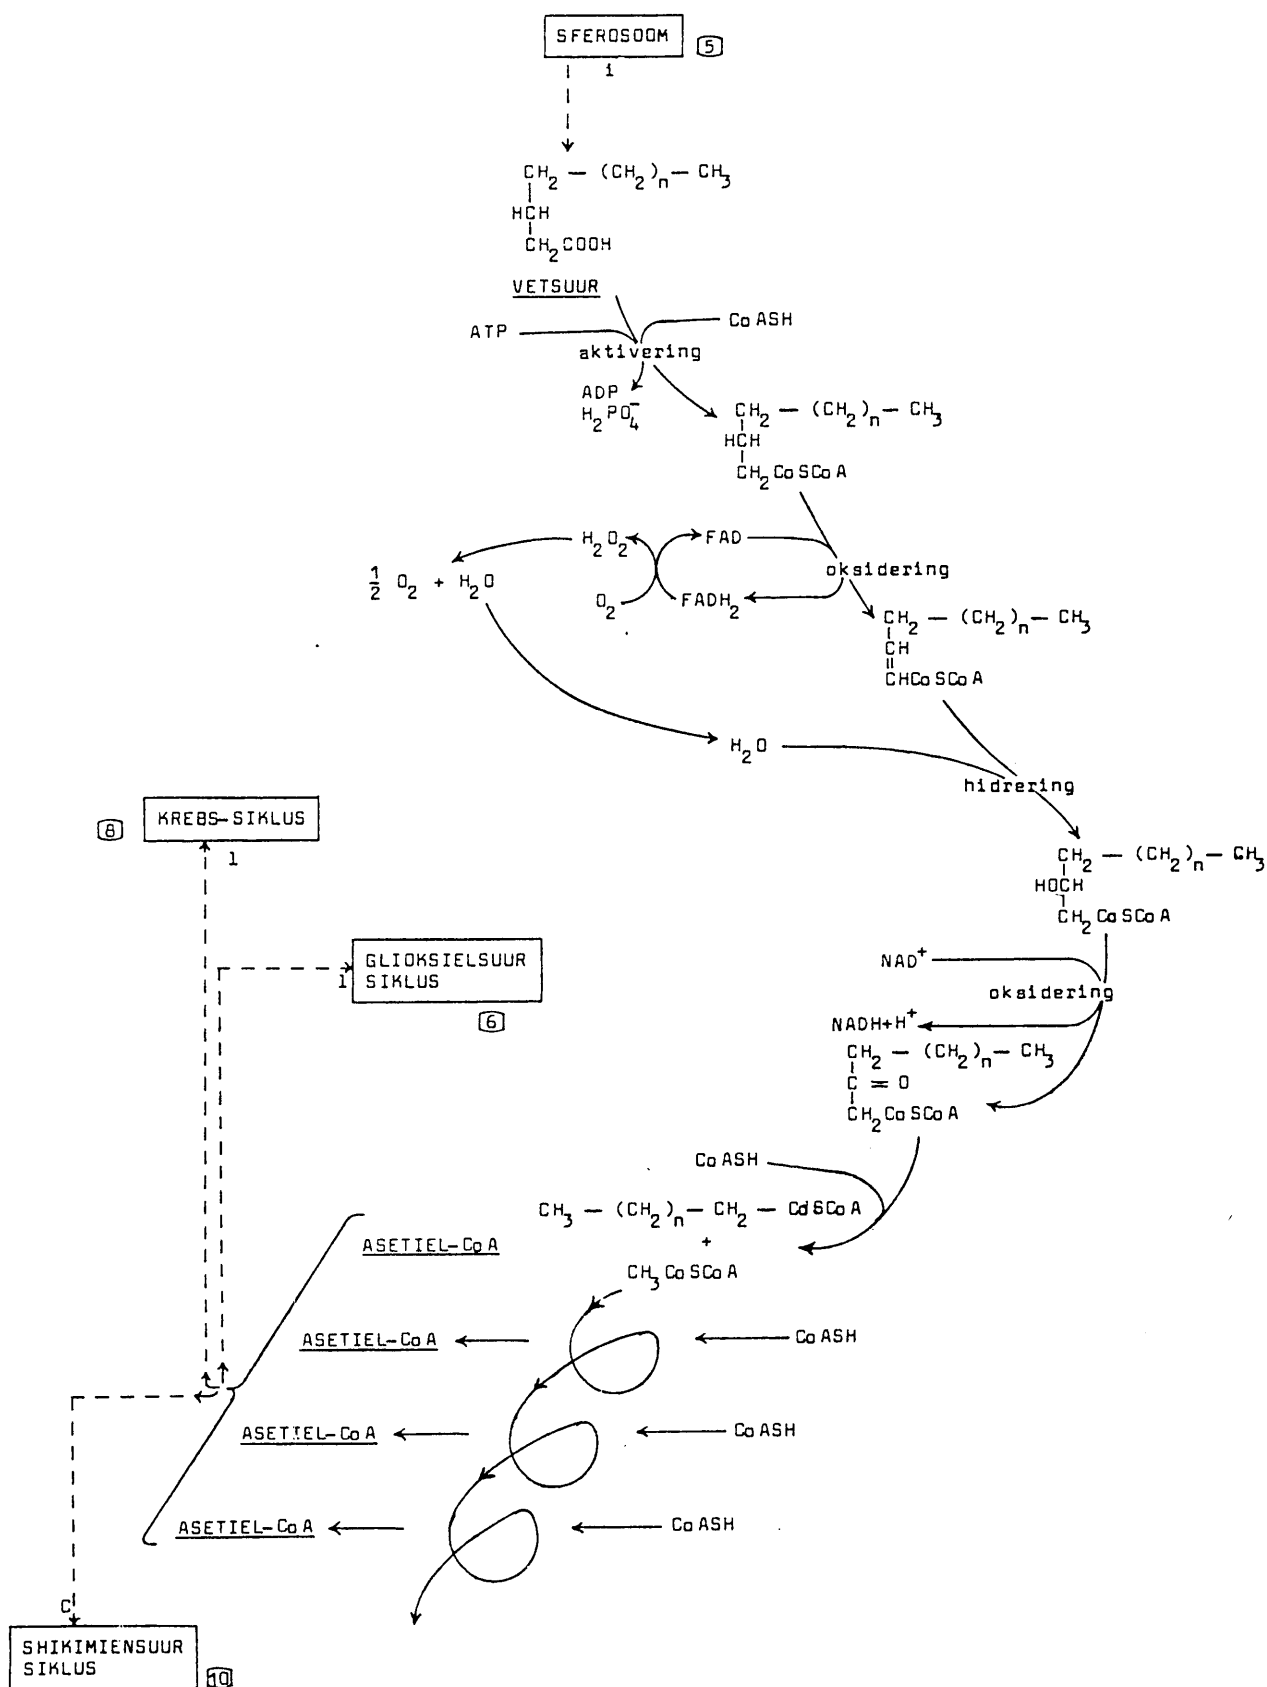 SFEROSOOM
5
i
CH2 — (CH2)n — CH3
HCH
CH2COOH
VETSUUR
ATP
CoASH
aktivering
ADP
H2PO4-
CH2 — (CH2)n — CH3
HCH
CH2CoSCoA
H2O2
FAD
oksidering
1/2 O2 + H2O
O2
FADH2
CH2 — (CH2)n — CH3
CH
CHCoSCoA
H2O
hidrering
8
KREBS-SIKLUS
l
CH2 — (CH2)n — CH3
HOCH
CH2CoSCoA
GLIOKSIELSUUR
SIKLUS
l
6
NAD+
oksidering
NADH+H+
CH2 — (CH2)n — CH3
C = O
CH2CoSCoA
CoASH
CH3 — (CH2)n — CH2 — CoSCoA
+
ASETIEL-CoA
CH3CoSCoA
ASETIEL-CoA
CoASH
ASETIEL-CoA
CoASH
ASETIEL-CoA
CoASH
C
SHIKIMIENSUUR
SIKLUS
10